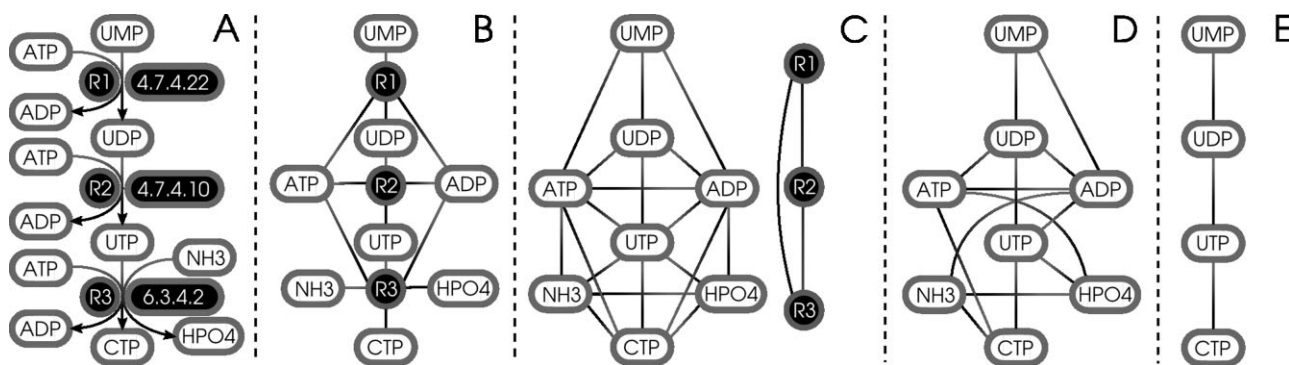 A
UMP
ATP
R1 4.7.4.22
ADP
UDP
ATP
R2 4.7.4.10
ADP
UTP
ATP NH3
R3 6.3.4.2
ADP HPO4
CTP
B
UMP
R1
UDP
ATP R2 ADP
UTP
NH3 R3 HPO4
CTP
C
UMP
UDP
ATP ADP
UTP
NH3 HPO4
CTP
R1
R2
R3
D
UMP
UDP
ATP ADP
UTP
NH3 HPO4
CTP
E
UMP
UDP
UTP
CTP